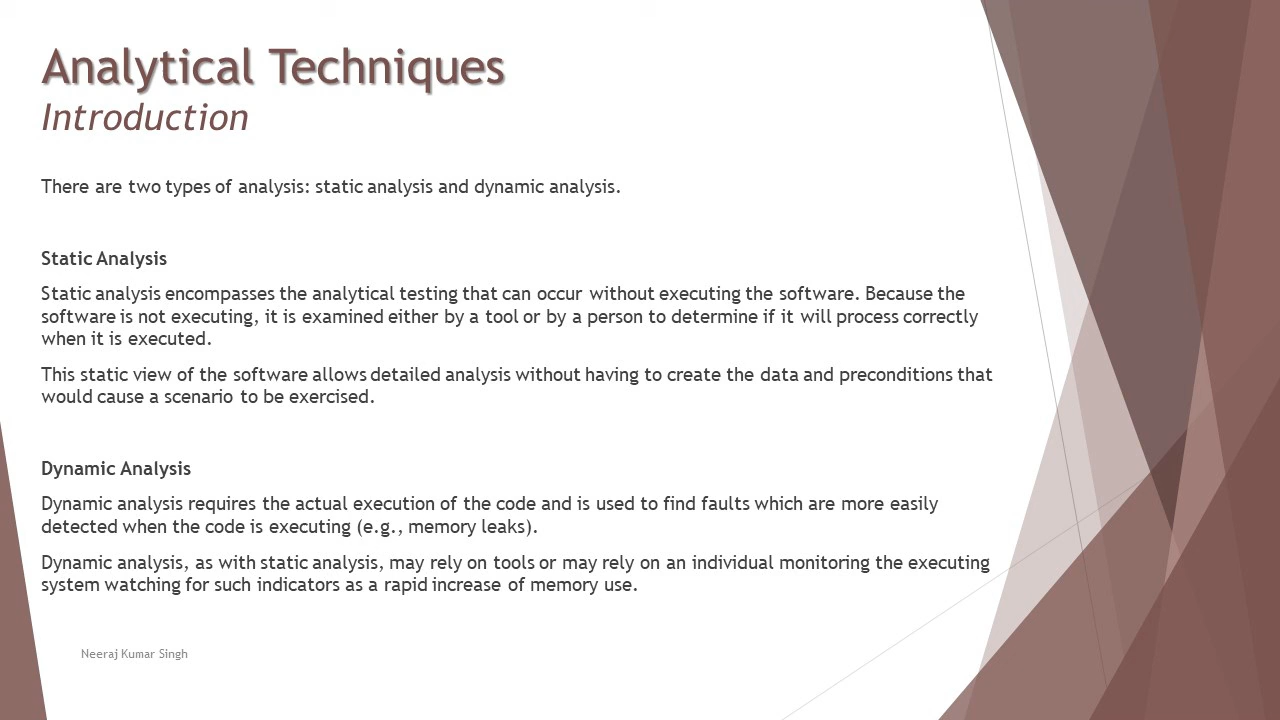 Analytical Techniques
Introduction
There are two types of analysis: static analysis and dynamic analysis.
Static Analysis
Static analysis encompasses the analytical testing that can occur without executing the software. Because the
software is not executing, it is examined either by a tool or by a person to determine if it will process correctly
when it is executed.
This static view of the software allows detailed analysis without having to create the data and preconditions that
would cause a scenario to be exercised.
Dynamic Analysis
Dynamic analysis requires the actual execution of the code and is used to find faults which are more easily
detected when the code is executing (e.g., memory leaks).
Dynamic analysis, as with static analysis, may rely on tools or may rely on an individual monitoring the executing
system watching for such indicators as a rapid increase of memory use.
Neeraj Kumar Singh